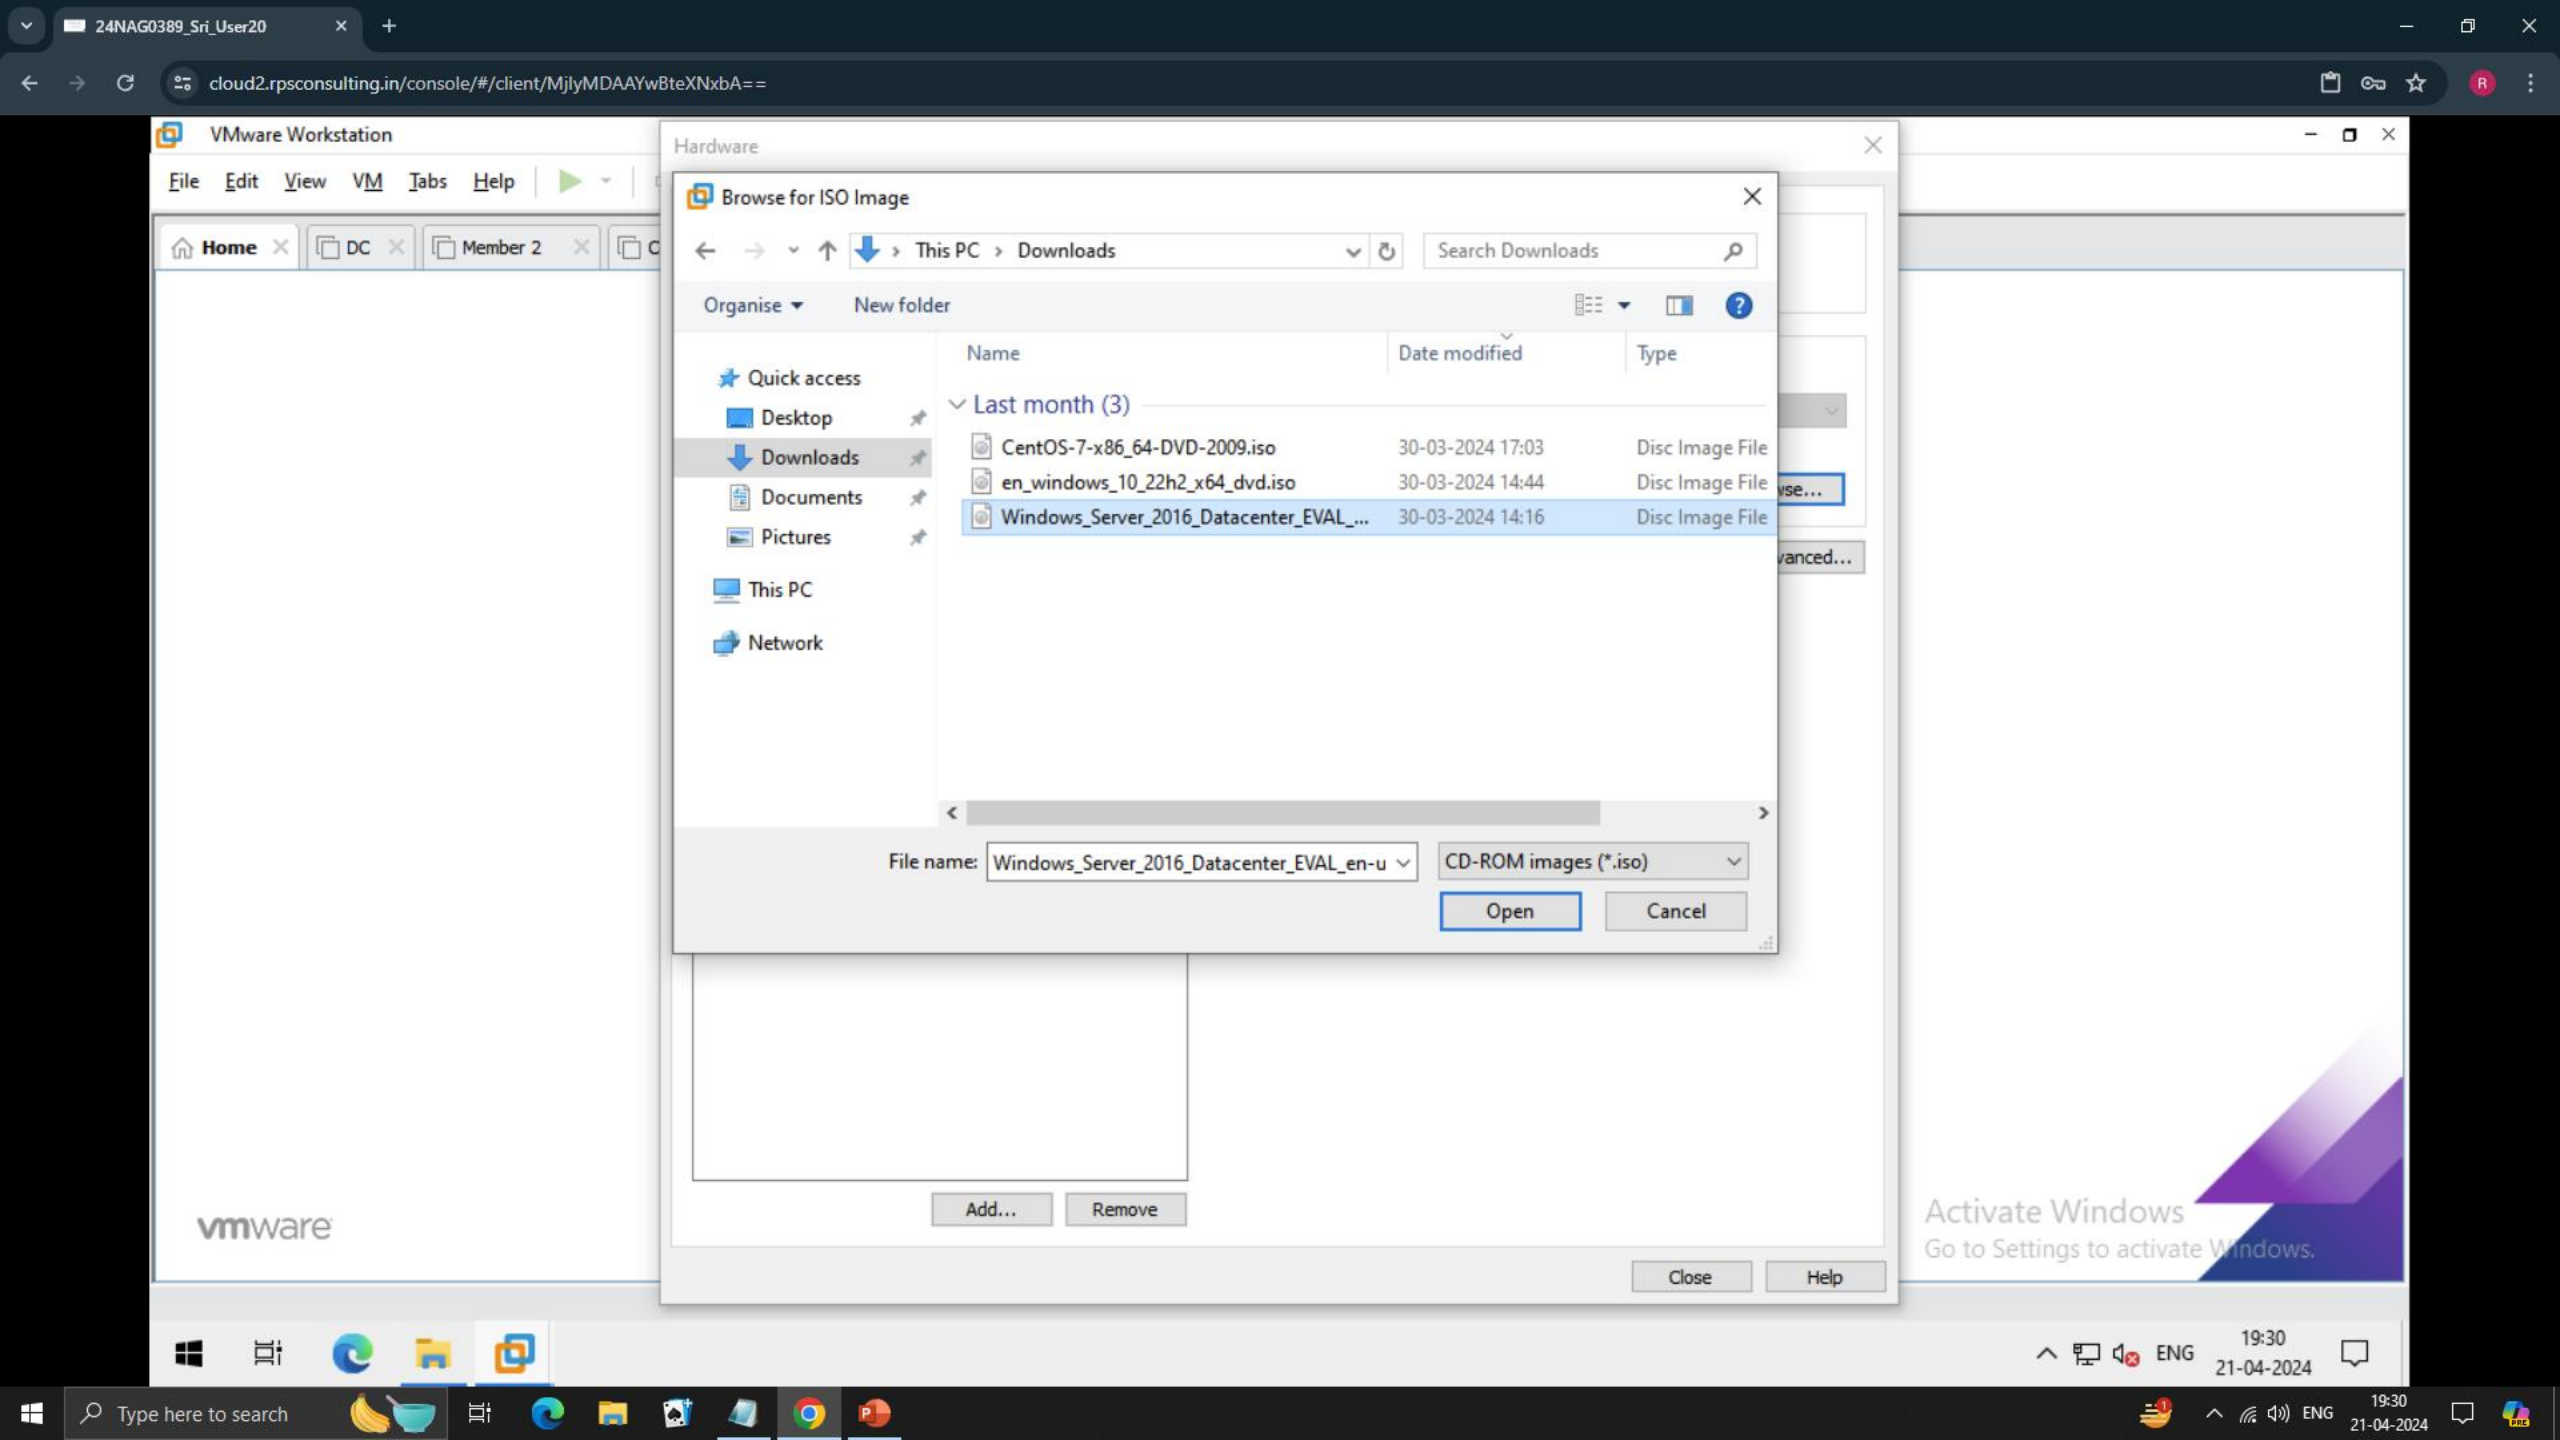 24NAG0389_Sri_User20
cloud2.rpsconsulting.in/console/#/client/MjIyMDAAYwBteXNxbA==
R
VMware Workstation
File Edit View VM Tabs Help
Home DC Member 2
Hardware
Browse for ISO Image
This PC > Downloads
Search Downloads
Organise New folder
Name Date modified Type
Quick access
Desktop
Downloads
Documents
Pictures
This PC
Network
Last month (3)
CentOS-7-x86_64-DVD-2009.iso 30-03-2024 17:03 Disc Image File
en_windows_10_22h2_x64_dvd.iso 30-03-2024 14:44 Disc Image File
Windows_Server_2016_Datacenter_EVAL_... 30-03-2024 14:16 Disc Image File
wse...
vanced...
File name: Windows_Server_2016_Datacenter_EVAL_en-u CD-ROM images (*.iso)
Open Cancel
Add... Remove
Close Help
vmware
Activate Windows
Go to Settings to activate Windows.
ENG 19:30
21-04-2024
Type here to search
ENG 19:30
21-04-2024